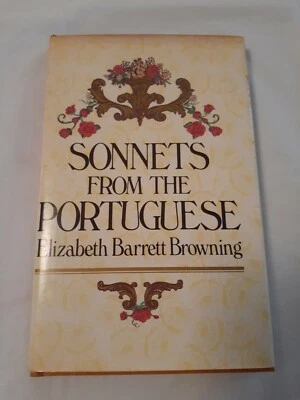 SONNETS
FROM THE
PORTUGUESE
Elizabeth Barrett Browning